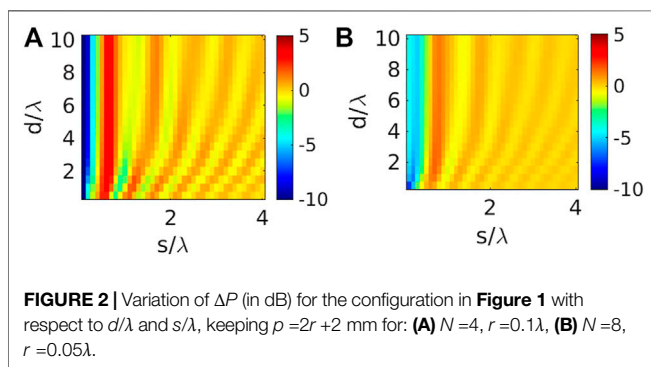 A
B
10
8
6
4
2
d/λ
2
4
s/λ
5
0
-5
-10
10
8
6
4
2
d/λ
2
4
s/λ
5
0
-5
-10
FIGURE 2 | Variation of ΔP (in dB) for the configuration in Figure 1 with
respect to d/λ and s/λ, keeping p =2r +2 mm for: (A) N =4, r =0.1λ, (B) N =8,
r =0.05λ.